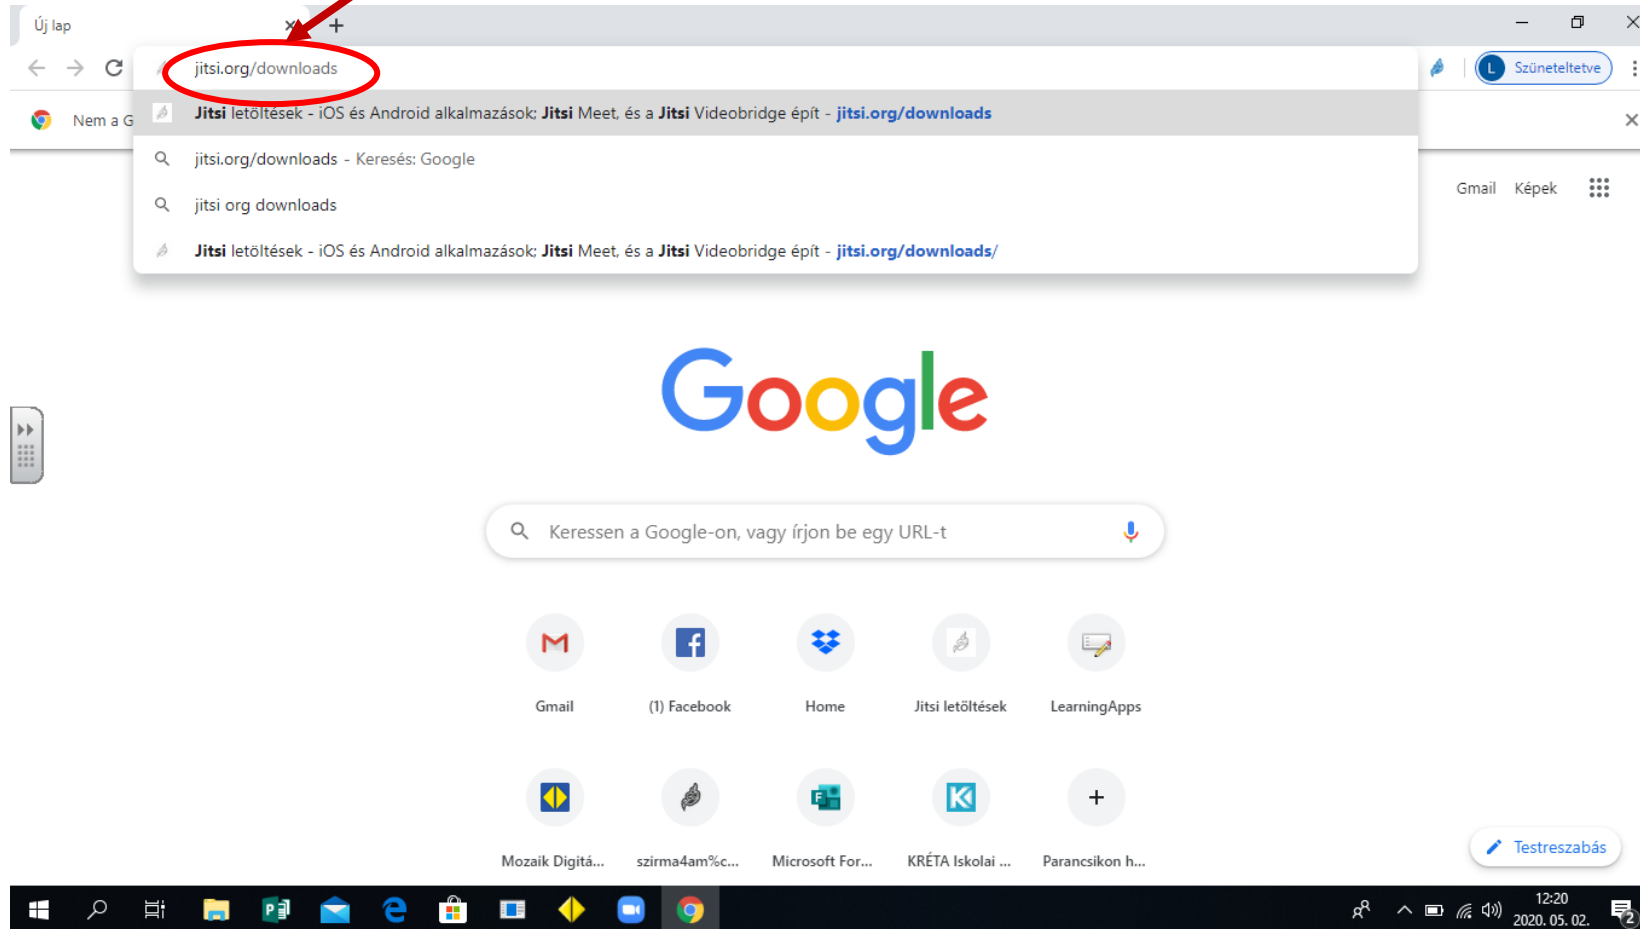 Új lap
jitsi.org/downloads
L Szüneteltetve
Nem a G
Jitsi letöltések - iOS és Android alkalmazások; Jitsi Meet, és a Jitsi Videobridge épít - jitsi.org/downloads
jitsi.org/downloads - Keresés: Google
jitsi org downloads
Jitsi letöltések - iOS és Android alkalmazások; Jitsi Meet, és a Jitsi Videobridge épít - jitsi.org/downloads/
Gmail Képek
Google
Keressen a Google-on, vagy írjon be egy URL-t
Gmail (1) Facebook Home Jitsi letöltések LearningApps
Mozaik Digitá... szirma4am%c... Microsoft For... KRÉTA Iskolai ... Parancsikon h...
Testreszabás
12:20
2020. 05. 02.
2